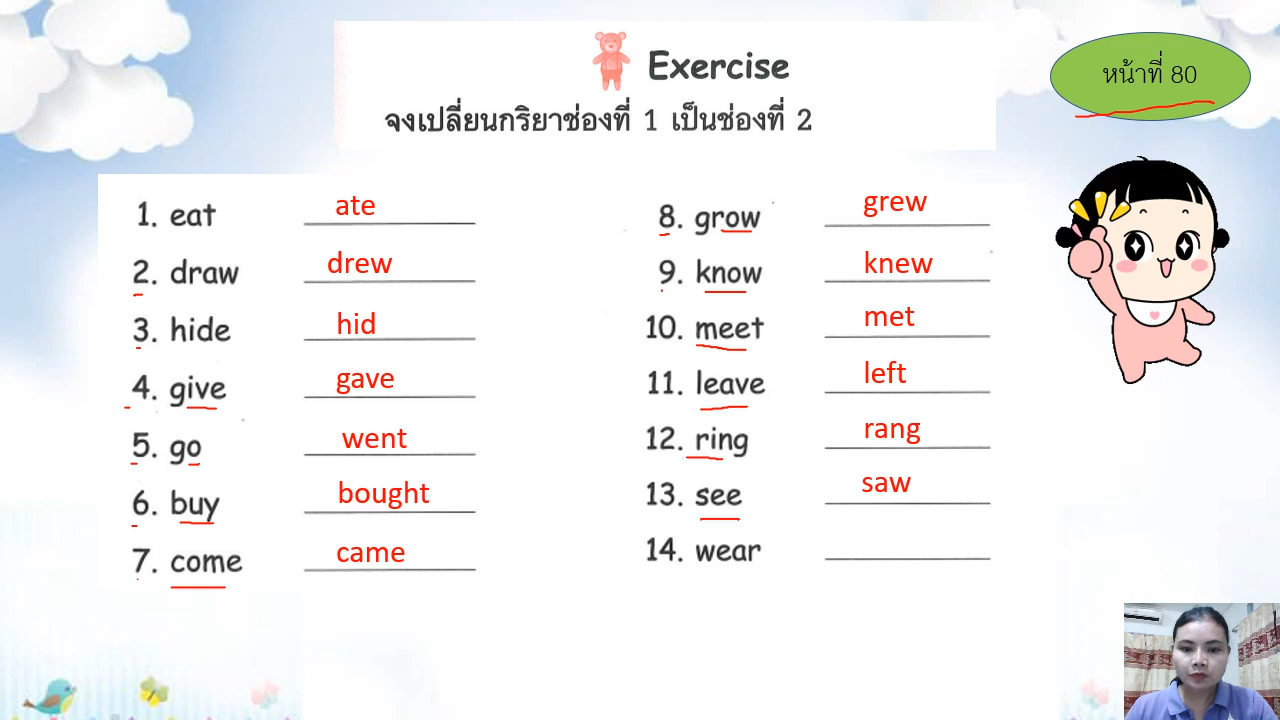 Exercise
หน้าที่ 80
จงเปลี่ยนกริยาช่องที่ 1 เป็นช่องที่ 2
1. eat ate
2. draw drew
3. hide hid
4. give gave
5. go went
6. buy bought
7. come came
8. grow grew
9. know knew
10. meet met
11. leave left
12. ring rang
13. see saw
14. wear